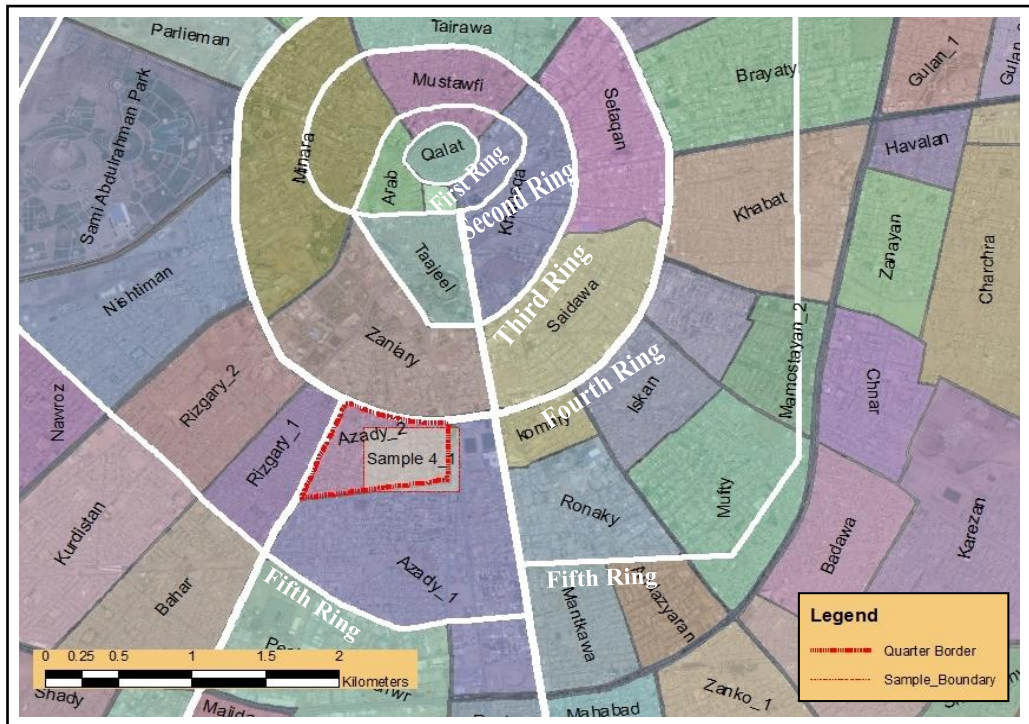 Parlieman
Tairawa
Gulan_1
Brayaty
Mustawfi
Setaqan
Sami Abdulrahman Park
Minara
Qalat
Havalan
Arab
First Ring
Second Ring
Khabat
Zanayan
Charchra
Taajeel
Nishtiman
Third Ring
Saidawa
Mamostayan_2
Zaniary
Rizgary_2
Nawroz
Fourth Ring
Iskan
Chnar
Rizgary_1
Azady_2
Sample 4_1
Ronaky
Mufty
Karezan
Kurdistan
Badawa
Bahar
Azady_1
Fifth Ring
Fifth Ring
Mantkawa
Legend
Quarter Border
Sample_Boundary
0 0.25 0.5 1 1.5 2
Kilometers
Shady
Zanko_1
Mahabad